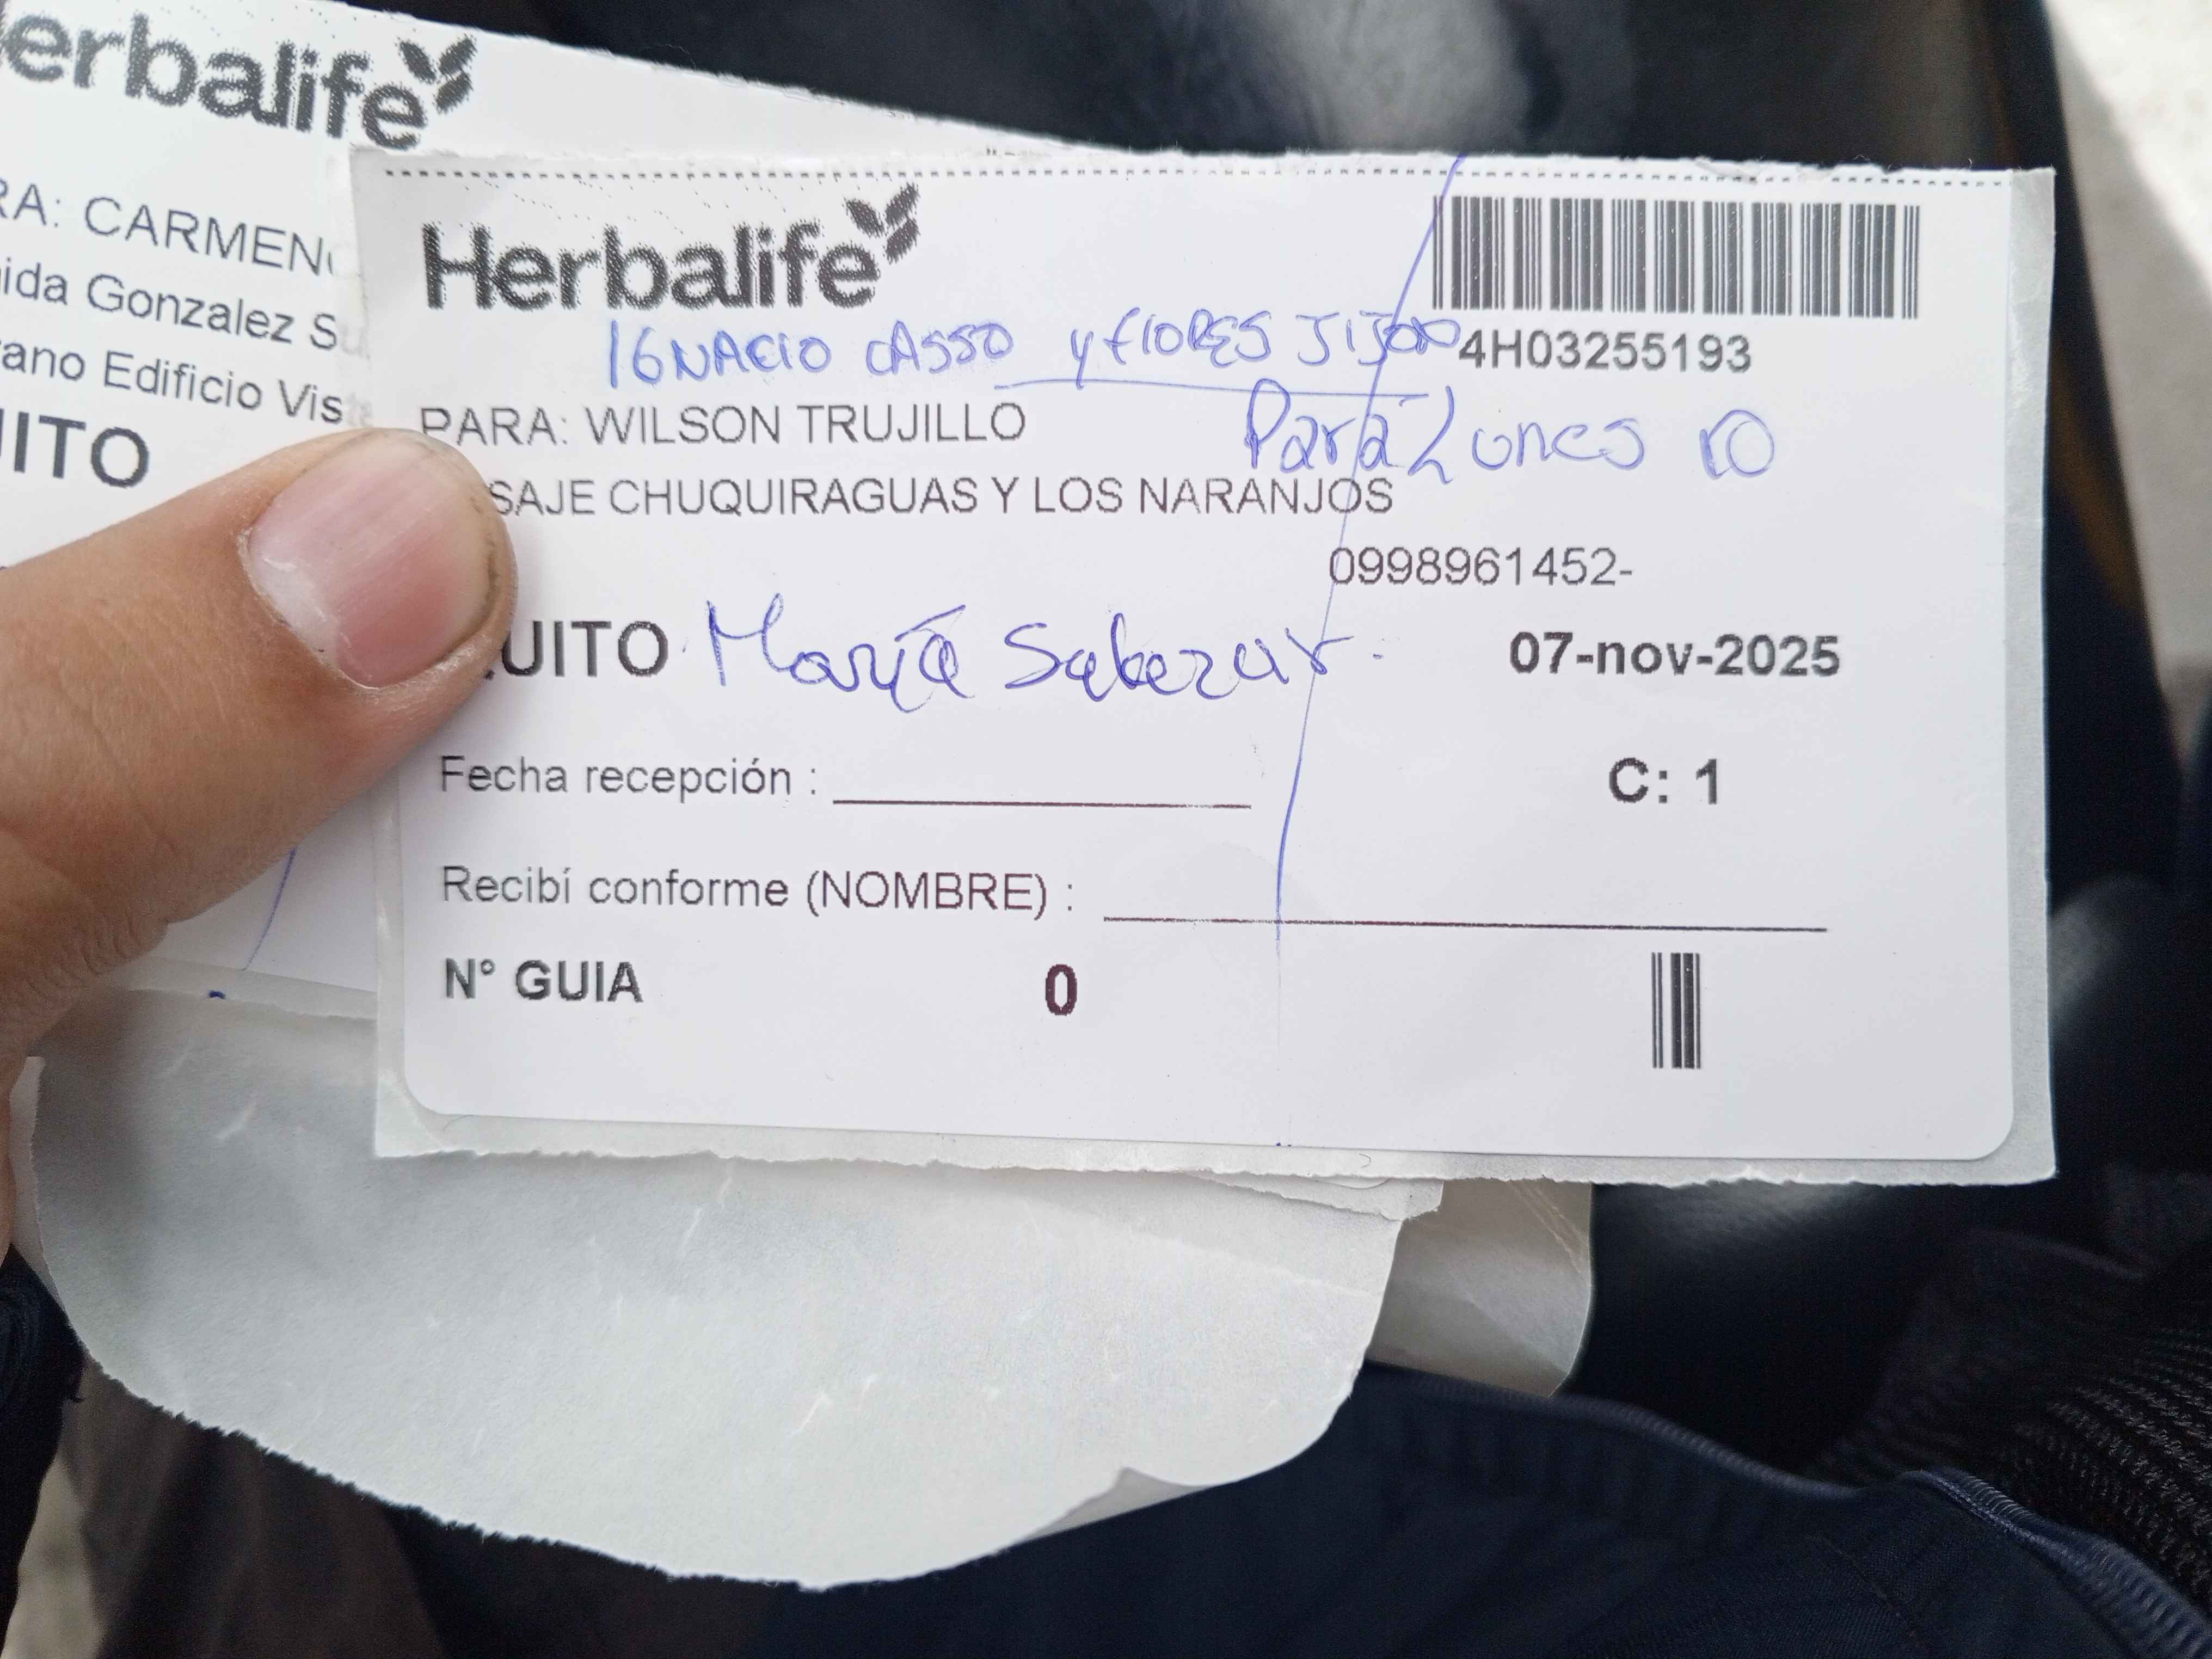 erbalife
RA: CARMEN
ida Gonzalez Su
ano Edificio Vis
UITO
Herbalife
4H03255193
IGNACIO CASSO y FLORES JIJON
PARA: WILSON TRUJILLO
Para Lunes 10
SAJE CHUQUIRAGUAS Y LOS NARANJOS
0998961452-
UITO María Salazar.
07-nov-2025
Fecha recepción :
C: 1
Recibí conforme (NOMBRE) :
N° GUIA 0